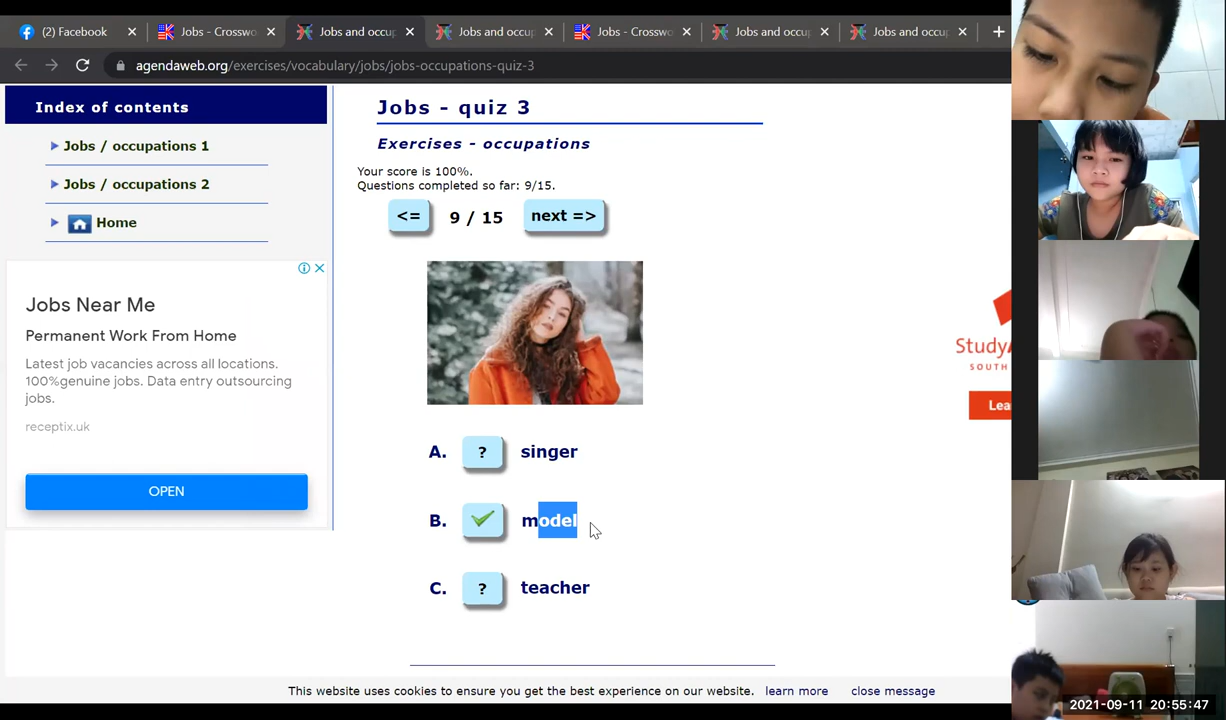 (2) Facebook
Jobs - Crosswo
Jobs and occup
Jobs and occup
Jobs - Crosswo
Jobs and occup
Jobs and occup
agendaweb.org/exercises/vocabulary/jobs/jobs-occupations-quiz-3
Index of contents
Jobs / occupations 1
Jobs / occupations 2
Home
Jobs Near Me
Permanent Work From Home
Latest job vacancies across all locations.
100%genuine jobs. Data entry outsourcing
jobs.
receptix.uk
OPEN
Jobs - quiz 3
Exercises - occupations
Your score is 100%.
Questions completed so far: 9/15.
<= 9 / 15 next =>
A. ? singer
B. model
C. ? teacher
StudyA
SOUTH
Lea
This website uses cookies to ensure you get the best experience on our website. learn more close message
2021-09-11 20:55:47